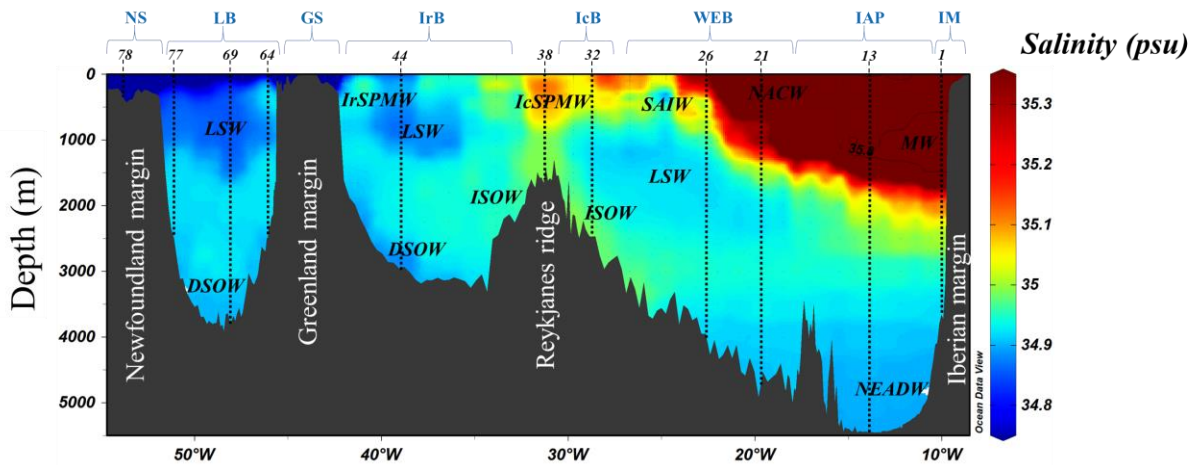 NS LB GS IrB IcB WEB IAP IM
78 77 69 64 44 38 32 26 21 13 1
Salinity (psu)
0
1000
2000
3000
4000
5000
Depth (m)
IrSPMW
IcSPMW
SAIW
NACW
LSW
LSW
MW
LSW
ISOW
ISOW
DSOW
DSOW
NEADW
Newfoundland margin
Greenland margin
Reykjanes ridge
Iberian margin
Ocean Data View
50°W 40°W 30°W 20°W 10°W
35.3
35.2
35.1
35
34.9
34.8